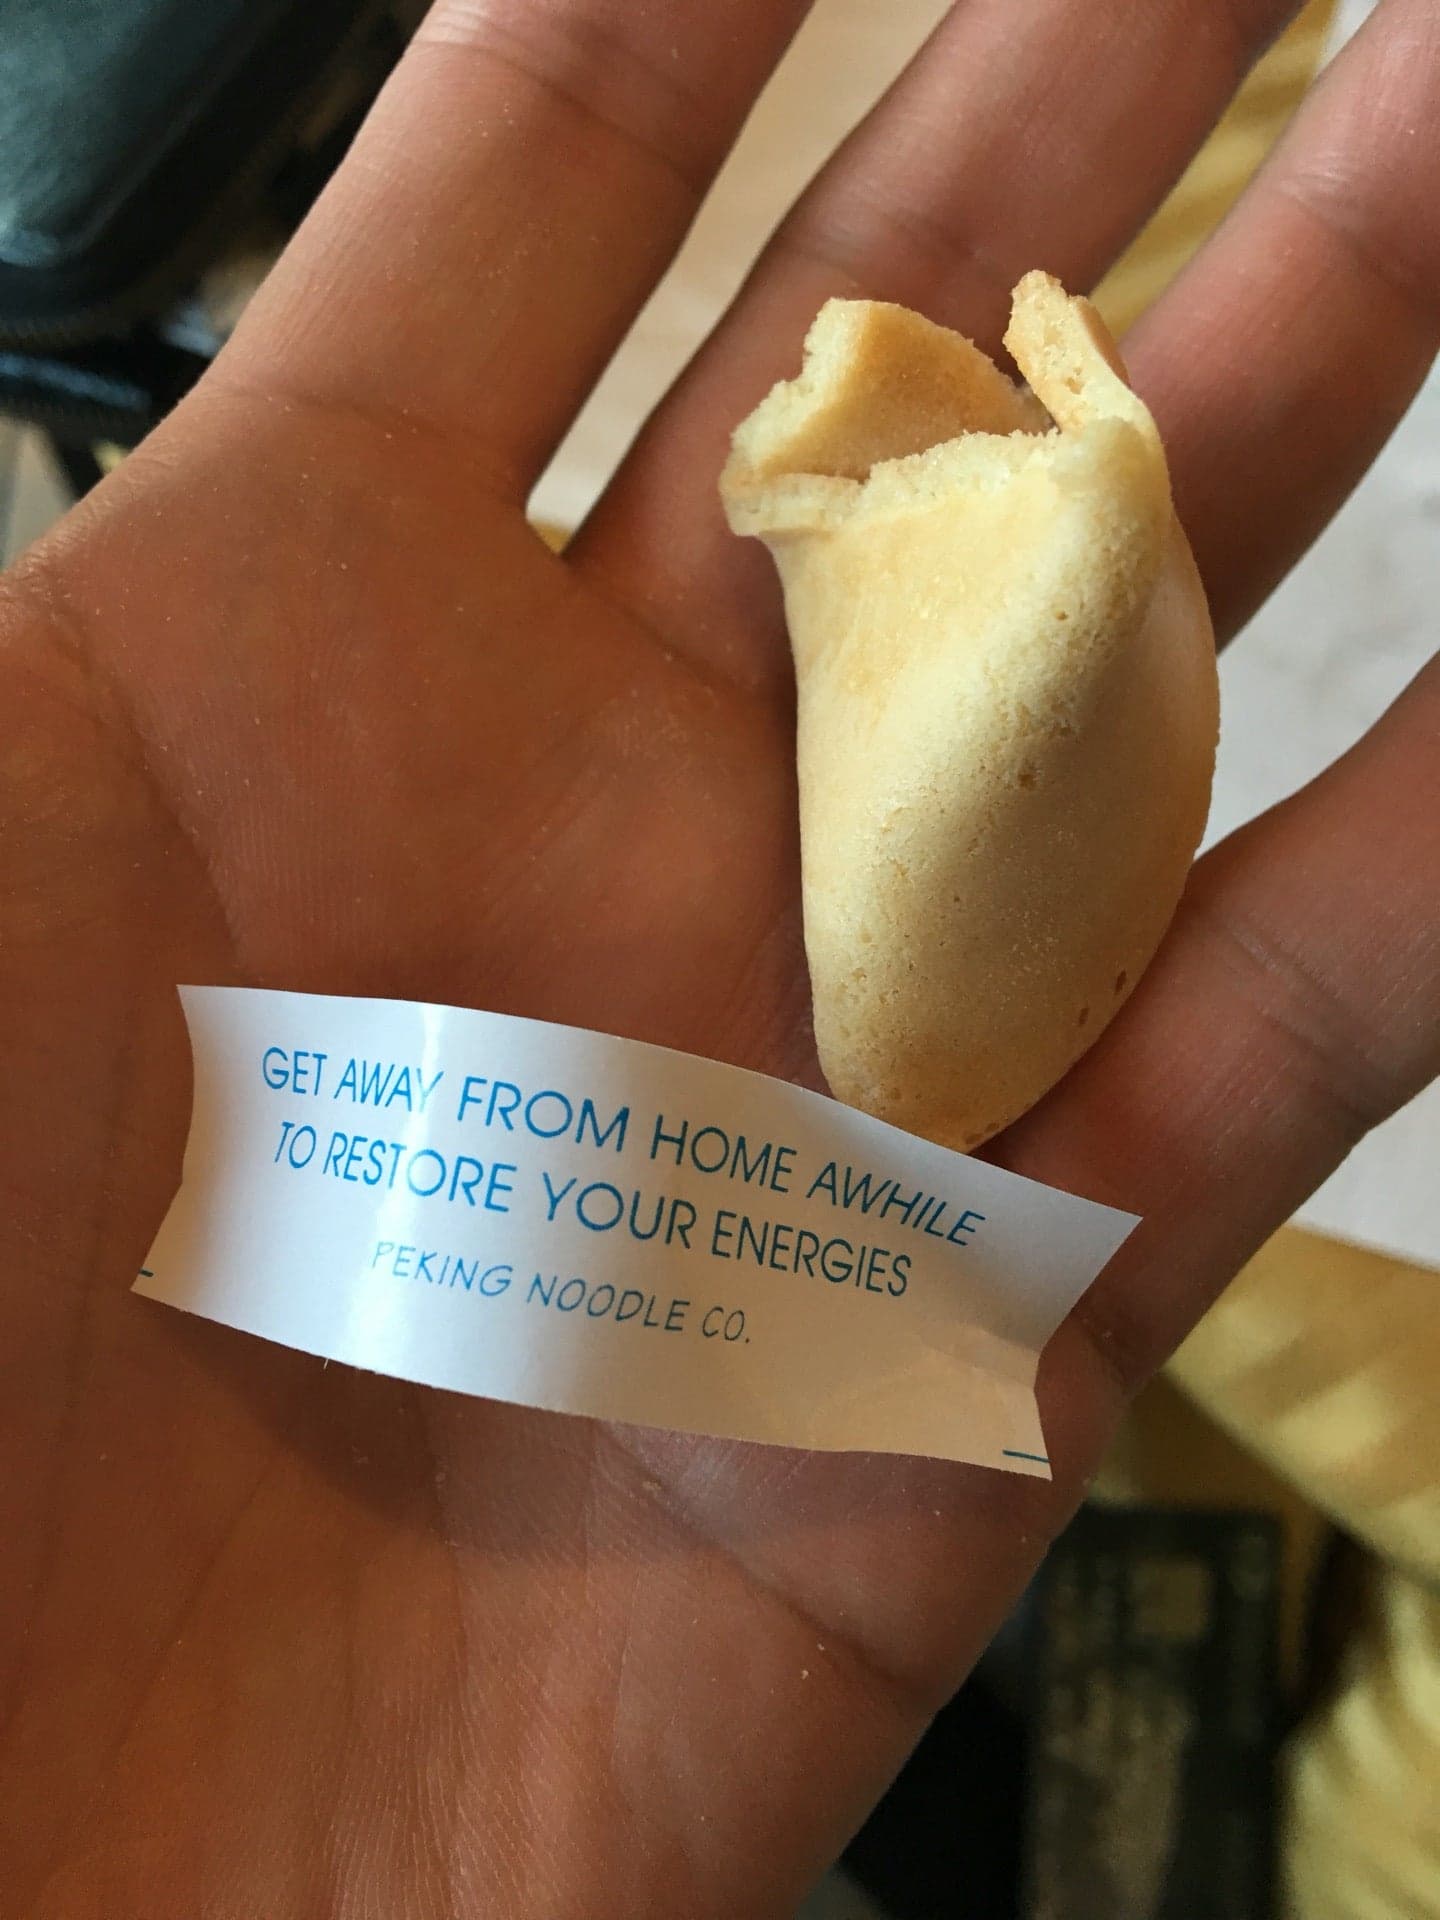 GET AWAY FROM HOME AWHILE
TO RESTORE YOUR ENERGIES
PEKING NOODLE CO.